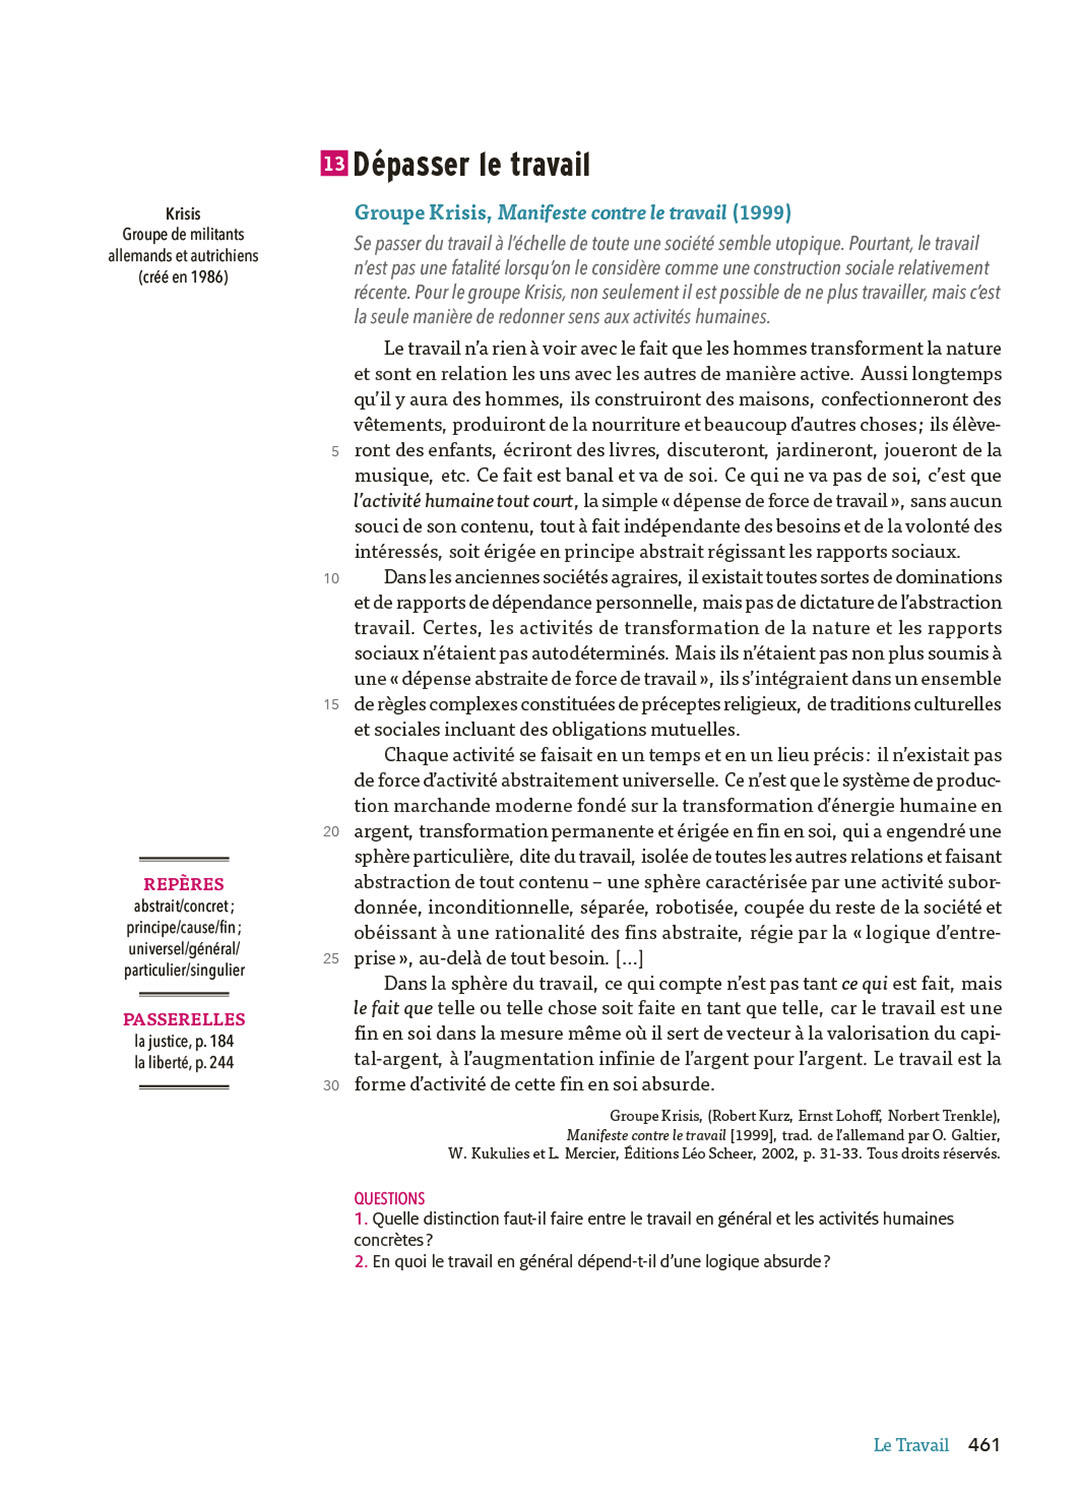 13 Dépasser le travail
Krisis
Groupe de militants
allemands et autrichiens
(créé en 1986)
Groupe Krisis, Manifeste contre le travail (1999)
Se passer du travail à l'échelle de toute une société semble utopique. Pourtant, le travail
n'est pas une fatalité lorsqu'on le considère comme une construction sociale relativement
récente. Pour le groupe Krisis, non seulement il est possible de ne plus travailler, mais c'est
la seule manière de redonner sens aux activités humaines.
Le travail n'a rien à voir avec le fait que les hommes transforment la nature
et sont en relation les uns avec les autres de manière active. Aussi longtemps
qu'il y aura des hommes, ils construiront des maisons, confectionneront des
vêtements, produiront de la nourriture et beaucoup d'autres choses ; ils élève-
5 ront des enfants, écriront des livres, discuteront, jardineront, joueront de la
musique, etc. Ce fait est banal et va de soi. Ce qui ne va pas de soi, c'est que
l'activité humaine tout court, la simple « dépense de force de travail », sans aucun
souci de son contenu, tout à fait indépendante des besoins et de la volonté des
intéressés, soit érigée en principe abstrait régissant les rapports sociaux.
10 Dans les anciennes sociétés agraires, il existait toutes sortes de dominations
et de rapports de dépendance personnelle, mais pas de dictature de l'abstraction
travail. Certes, les activités de transformation de la nature et les rapports
sociaux n'étaient pas autodéterminés. Mais ils n'étaient pas non plus soumis à
une « dépense abstraite de force de travail », ils s'intégraient dans un ensemble
15 de règles complexes constituées de préceptes religieux, de traditions culturelles
et sociales incluant des obligations mutuelles.
Chaque activité se faisait en un temps et en un lieu précis : il n'existait pas
de force d'activité abstraitement universelle. Ce n'est que le système de produc-
tion marchande moderne fondé sur la transformation d'énergie humaine en
20 argent, transformation permanente et érigée en fin en soi, qui a engendré une
sphère particulière, dite du travail, isolée de toutes les autres relations et faisant
abstraction de tout contenu – une sphère caractérisée par une activité subor-
donnée, inconditionnelle, séparée, robotisée, coupée du reste de la société et
obéissant à une rationalité des fins abstraite, régie par la « logique d'entre-
25 prise », au-delà de tout besoin. [...]
Dans la sphère du travail, ce qui compte n'est pas tant ce qui est fait, mais
le fait que telle ou telle chose soit faite en tant que telle, car le travail est une
fin en soi dans la mesure même où il sert de vecteur à la valorisation du capi-
tal-argent, à l'augmentation infinie de l'argent pour l'argent. Le travail est la
30 forme d'activité de cette fin en soi absurde.
Groupe Krisis, (Robert Kurz, Ernst Lohoff, Norbert Trenkle),
Manifeste contre le travail [1999], trad. de l'allemand par O. Galtier,
W. Kukulies et L. Mercier, Éditions Léo Scheer, 2002, p. 31-33. Tous droits réservés.
REPÈRES
abstrait/concret ;
principe/cause/fin ;
universel/général/
particulier/singulier
PASSERELLES
la justice, p. 184
la liberté, p. 244
QUESTIONS
1. Quelle distinction faut-il faire entre le travail en général et les activités humaines
concrètes ?
2. En quoi le travail en général dépend-t-il d'une logique absurde ?
Le Travail 461